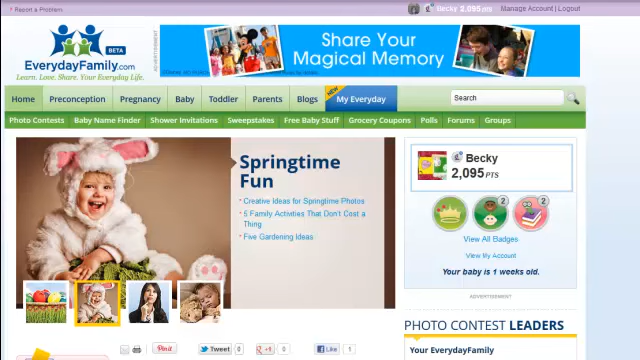 Report a Problem
Becky 2,095 PTS Manage Account | Logout
EverydayFamily.com BETA
Learn. Love. Share. Your Everyday Life.
ADVERTISEMENT
Share Your
Magical Memory
Home Preconception Pregnancy Baby Toddler Parents Blogs NEW My Everyday Search
Photo Contests Baby Name Finder Shower Invitations Sweepstakes Free Baby Stuff Grocery Coupons Polls Forums Groups
Springtime
Fun
Creative Ideas for Springtime Photos
5 Family Activities That Don't Cost a
Thing
Five Gardening Ideas
Becky
2,095 PTS
2 2
View All Badges
View My Account
Your baby is 1 weeks old.
ADVERTISEMENT
PHOTO CONTEST LEADERS
Your EverydayFamily
Pin it Tweet 0 +1 0 Like 1